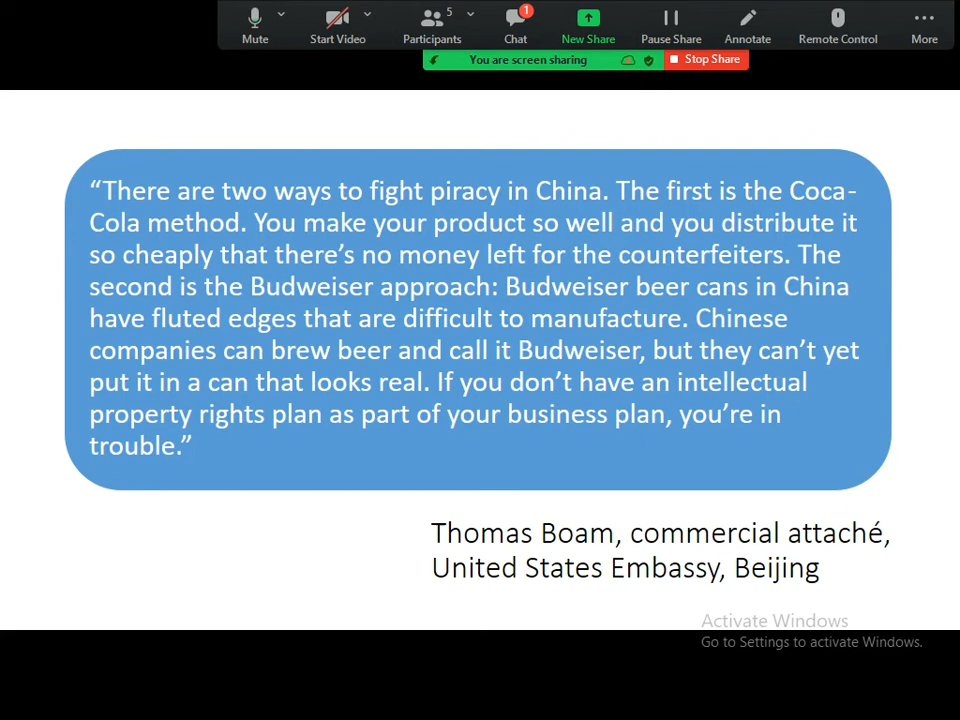 5
1
Mute
Start Video
Participants
Chat
New Share
Pause Share
Annotate
Remote Control
More
You are screen sharing
Stop Share
“There are two ways to fight piracy in China. The first is the Coca-
Cola method. You make your product so well and you distribute it
so cheaply that there’s no money left for the counterfeiters. The
second is the Budweiser approach: Budweiser beer cans in China
have fluted edges that are difficult to manufacture. Chinese
companies can brew beer and call it Budweiser, but they can’t yet
put it in a can that looks real. If you don’t have an intellectual
property rights plan as part of your business plan, you’re in
trouble.”
Thomas Boam, commercial attaché,
United States Embassy, Beijing
Activate Windows
Go to Settings to activate Windows.